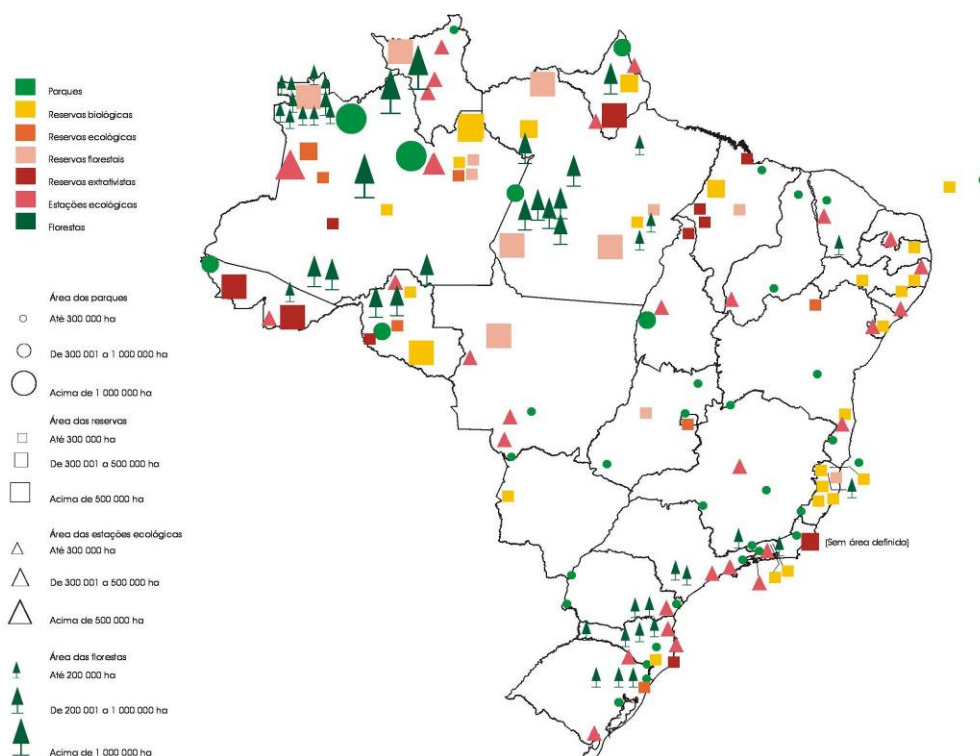 Parques
Reservas biológicas
Reservas ecológicas
Reservas florestais
Reservas extrativistas
Estações ecológicas
Florestas
Área dos parques
Até 300 000 ha
De 300 001 a 1 000 000 ha
Acima de 1 000 000 ha
Área das reserva
Até 300 000 ha
De 300 001 a 500 000 ha
Acima de 500 000 ha
Área das estações ecológicas
Até 300 000 ha
De 300 001 a 500 000 ha
Acima de 500 000 ha
Área das florestas
Até 200 000 ha
De 200 001 a 1 000 000 ha
Acima de 1 000 000 ha
(Sem área definida)